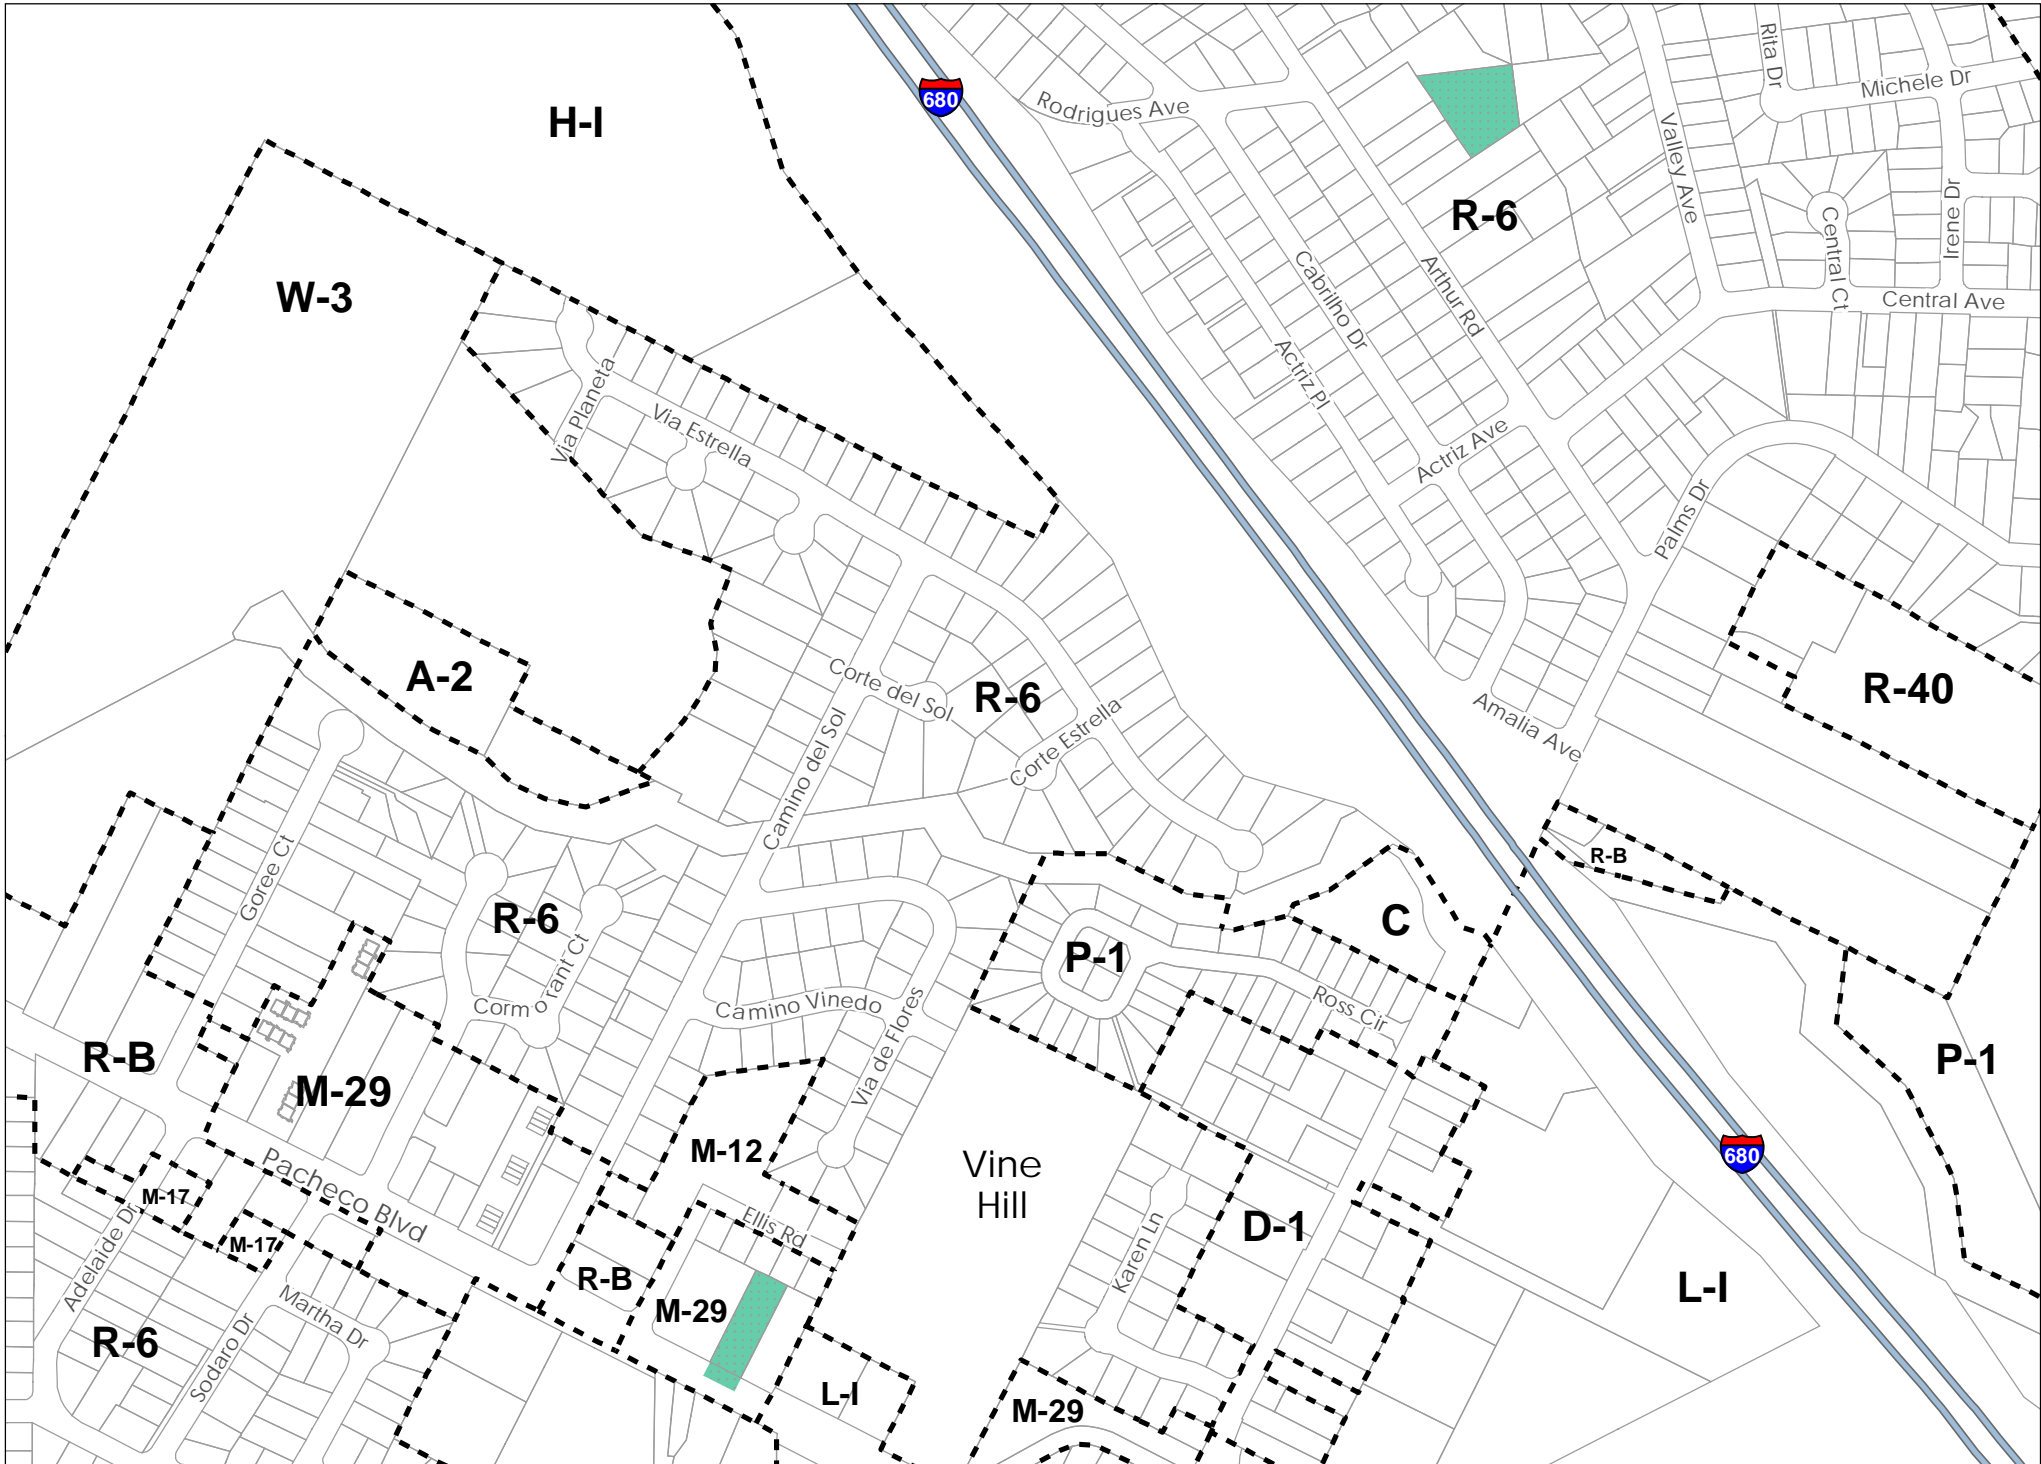 H-I
680
Rodrigues Ave
Rita Dr
Michele Dr
Valley Ave
R-6
Irene Dr
Central Ct
Central Ave
W-3
Cabrilho Dr
Arthur Rd
Actriz Pl
Via Planeta
Via Estrella
Actriz Ave
Palms Dr
A-2
Corte del Sol
R-6
R-40
Corte Estrella
Amalia Ave
Camino del Sol
R-B
Goree Ct
R-6
C
P-1
Cormorant Ct
Camino Vinedo
Ross Cir
Via de Flores
R-B
M-29
P-1
M-12
680
Pacheco Blvd
Vine
Hill
M-17
M-17
Adelaide Dr
Ellis Rd
D-1
Karen Ln
R-B
L-I
M-29
Martha Dr
R-6
Sodaro Dr
L-I
M-29